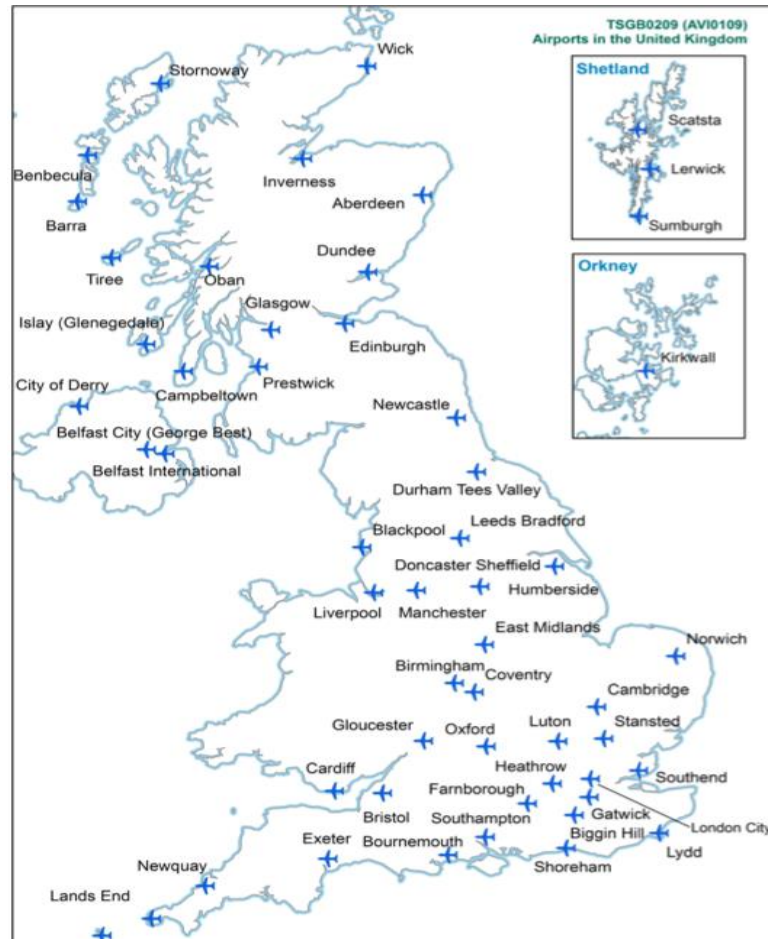 TSGB0209 (AVI0109)
Airports in the United Kingdom
Wick
Stornoway
Shetland
Scatsta
Benbecula
Inverness
Lerwick
Aberdeen
Barra
Sumburgh
Dundee
Orkney
Tiree
Oban
Glasgow
Islay (Glenegedale)
Edinburgh
Kirkwall
Prestwick
City of Derry
Campbeltown
Newcastle
Belfast City (George Best)
Belfast International
Durham Tees Valley
Leeds Bradford
Blackpool
Doncaster Sheffield
Humberside
Liverpool
Manchester
East Midlands
Norwich
Birmingham
Coventry
Cambridge
Gloucester
Oxford
Luton
Stansted
Heathrow
Cardiff
Southend
Farnborough
Bristol
Gatwick
Southampton
London City
Biggin Hill
Exeter
Bournemouth
Lydd
Shoreham
Newquay
Lands End